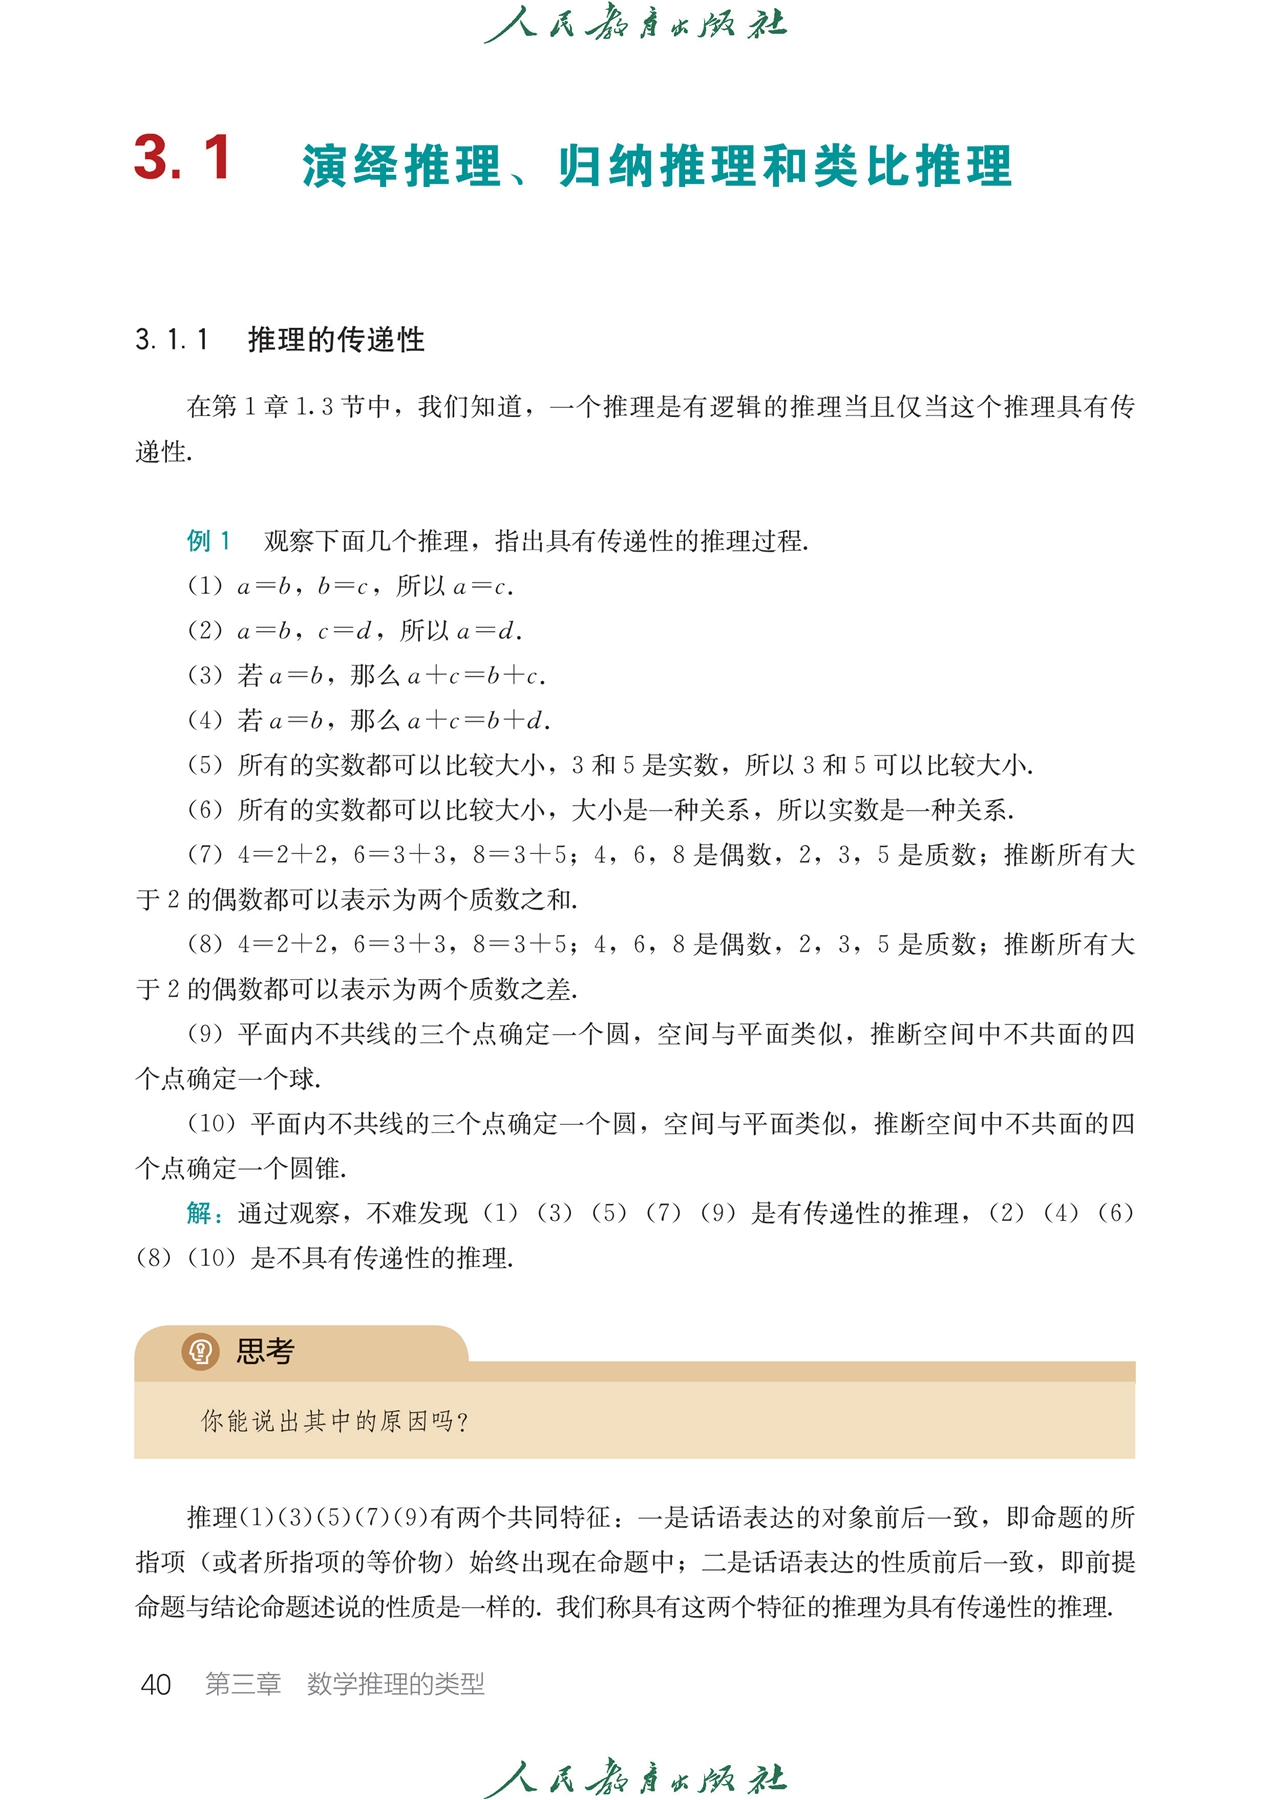 人民教育出版社
3.1 演绎推理、归纳推理和类比推理
3.1.1 推理的传递性
在第1章1.3节中，我们知道，一个推理是有逻辑的推理当且仅当这个推理具有传
递性.
例1 观察下面几个推理，指出具有传递性的推理过程.
（1）a＝b，b＝c，所以a＝c.
（2）a＝b，c＝d，所以a＝d.
（3）若a＝b，那么a＋c＝b＋c.
（4）若a＝b，那么a＋c＝b＋d.
（5）所有的实数都可以比较大小，3和5是实数，所以3和5可以比较大小.
（6）所有的实数都可以比较大小，大小是一种关系，所以实数是一种关系.
（7）4＝2＋2，6＝3＋3，8＝3＋5；4，6，8是偶数，2，3，5是质数；推断所有大
于2的偶数都可以表示为两个质数之和.
（8）4＝2＋2，6＝3＋3，8＝3＋5；4，6，8是偶数，2，3，5是质数；推断所有大
于2的偶数都可以表示为两个质数之差.
（9）平面内不共线的三个点确定一个圆，空间与平面类似，推断空间中不共面的四
个点确定一个球.
（10）平面内不共线的三个点确定一个圆，空间与平面类似，推断空间中不共面的四
个点确定一个圆锥.
解：通过观察，不难发现（1）（3）（5）（7）（9）是有传递性的推理，（2）（4）（6）
（8）（10）是不具有传递性的推理.
思考
你能说出其中的原因吗？
推理(1)(3)(5)(7)(9)有两个共同特征：一是话语表达的对象前后一致，即命题的所
指项（或者所指项的等价物）始终出现在命题中；二是话语表达的性质前后一致，即前提
命题与结论命题述说的性质是一样的. 我们称具有这两个特征的推理为具有传递性的推理.
40 第三章 数学推理的类型
人民教育出版社